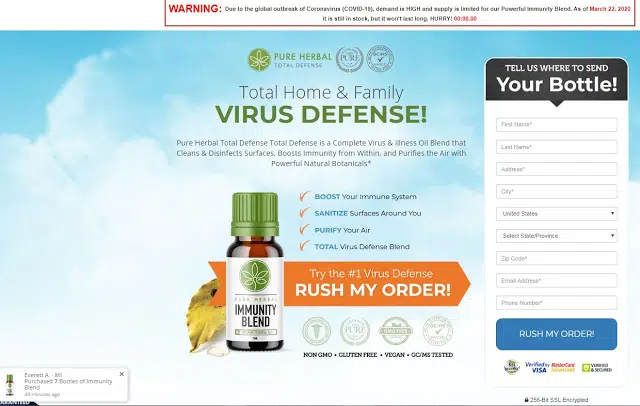 WARNING: Due to the global outbreak of Coronavirus (COVID-19), demand is HIGH and supply is limited for our Powerful Immunity Blend. As of March 22, 2020
it is still in stock, but it won't last long. HURRY! 00:00.00
PURE HERBAL
TOTAL DEFENSE
PURE
GC/MS
Total Home & Family
VIRUS DEFENSE!
Pure Herbal Total Defense Total Defense is a Complete Virus & Illness Oil Blend that
Cleans & Disinfects Surfaces, Boosts Immunity from Within, and Purifies the Air with
Powerful Natural Botanicals*
BOOST Your Immune System
SANITIZE Surfaces Around You
PURIFY Your Air
TOTAL Virus Defense Blend
Try the #1 Virus Defense
RUSH MY ORDER!
PURE HERBAL
IMMUNITY
BLEND
PURE
GC/MS
NON GMO • GLUTEN FREE • VEGAN • GC/MS TESTED
TELL US WHERE TO SEND
Your Bottle!
First Name*
Last Name*
Address*
City*
United States
Select State/Province
Zip Code*
Email Address*
Phone Number*
RUSH MY ORDER!
Verified by VISA
MasterCard SecureCode
VERIFIED & SECURED
256-Bit SSL Encrypted
Everett A. - MI
Purchased 7 Bottles of Immunity
Blend